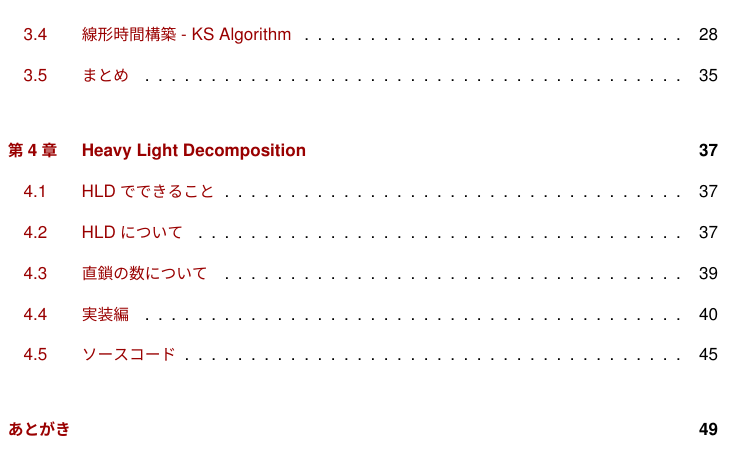 3.4 線形時間構築 - KS Algorithm . . . . . . . . . . . . . . . . . . . . . . . . . . . . . 28
3.5 まとめ . . . . . . . . . . . . . . . . . . . . . . . . . . . . . . . . . . . . . . . . . 35
第 4 章 Heavy Light Decomposition 37
4.1 HLD でできること . . . . . . . . . . . . . . . . . . . . . . . . . . . . . . . . . . . 37
4.2 HLD について . . . . . . . . . . . . . . . . . . . . . . . . . . . . . . . . . . . . . 37
4.3 直鎖の数について . . . . . . . . . . . . . . . . . . . . . . . . . . . . . . . . . . . 39
4.4 実装編 . . . . . . . . . . . . . . . . . . . . . . . . . . . . . . . . . . . . . . . . . 40
4.5 ソースコード . . . . . . . . . . . . . . . . . . . . . . . . . . . . . . . . . . . . . . 45
あとがき 49